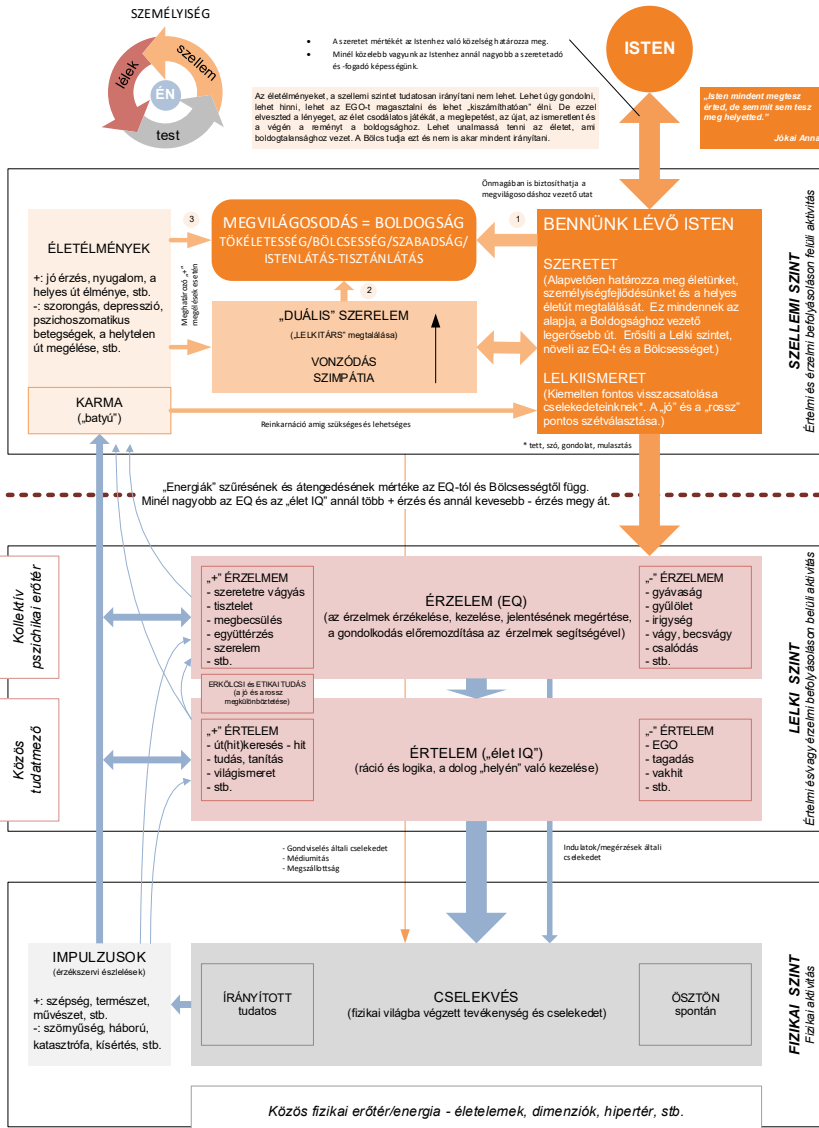 SZEMÉLYISÉG
lélek
szellem
ÉN
test
• A szeretet mértékét az Istenhez való közelség határozza meg.
• Minél közelebb vagyunk az Istenhez annál nagyobb a szeretetadó
és -fogadó képességünk.
ISTEN
Az életélményeket, a szellemi szintet tudatosan irányítani nem lehet. Lehet úgy gondolni,
lehet hinni, lehet az EGO-t magasztalni és lehet „kiszámíthatóan” élni. De ezzel
elveszted a lényeget, az élet csodálatos játékát, a meglepetést, az újat, az ismeretlent és
a végén a reményt a boldogsághoz. Lehet unalmassá tenni az életet, ami
boldogtalansághoz vezet. A Bölcs tudja ezt és nem is akar mindent irányítani.
„Isten mindent megtesz
érted, de semmit sem tesz
meg helyetted.”
Jókai Anna
Önmagában is biztosíthatja a
megvilágosodáshoz vezető utat
ÉLETÉLMÉNYEK
+: jó érzés, nyugalom, a
helyes út élménye, stb.
-: szorongás, depresszió,
pszichoszomatikus
betegségek, a helytelen
út megélése, stb.
3
Meghatározó „+”
megélések esetén
MEGVILÁGOSODÁS = BOLDOGSÁG
TÖKÉLETESSÉG/BÖLCSESSÉG/SZABADSÁG/
ISTENLÁTÁS-TISZTÁNLÁTÁS
1
2
„DUÁLIS” SZERELEM
(„LELKITÁRS” megtalálása)
VONZÓDÁS
SZIMPÁTIA
BENNÜNK LÉVŐ ISTEN
SZERETET
(Alapvetően határozza meg életünket,
személyiségfejlődésünket és a helyes
életút megtalálását. Ez mindennek az
alapja, a Boldogsághoz vezető
legerősebb út. Erősíti a Lelki szintet,
növeli az EQ-t és a Bölcsességet.)
LELKIISMERET
(Kiemelten fontos visszacsatolása
cselekedeteinknek*. A „jó” és a „rossz”
pontos szétválasztása.)
SZELLEMI SZINT
Értelmi és érzelmi befolyásoláson felüli aktivitás
KARMA
(„batyú”)
Reinkarnáció amig szükséges és lehetséges
* tett, szó, gondolat, mulasztás
„Energiák” szűrésének és átengedésének mértéke az EQ-tól és Bölcsességtől függ.
Minél nagyobb az EQ és az „élet IQ” annál több + érzés és annál kevesebb - érzés megy át.
Kollektív
pszichikai erőtér
„+” ÉRZELMEM
- szeretetre vágyás
- tisztelet
- megbecsülés
- együttérzés
- szerelem
- stb.
ÉRZELEM (EQ)
(az érzelmek érzékelése, kezelése, jelentésének megértése,
a gondolkodás előremozdítása az érzelmek segítségével)
„-” ÉRZELMEM
- gyávaság
- gyűlölet
- irigység
- vágy, becsvágy
- csalódás
- stb.
ERKÖLCSI és ETIKAI TUDÁS
(a jó és a rossz
megkülönböztetése)
Közös
tudatmező
„+” ÉRTELEM
- út(hit)keresés - hit
- tudás, tanítás
- világismeret
- stb.
ÉRTELEM („élet IQ”)
(ráció és logika, a dolog „helyén” való kezelése)
„-” ÉRTELEM
- EGO
- tagadás
- vakhit
- stb.
LELKI SZINT
Értelmi és/vagy érzelmi befolyásoláson belüli aktivitás
- Gondviselés általi cselekedet
- Médiumitás
- Megszállottság
Indulatok/megérzések általi
cselekedet
IMPULZUSOK
(érzékszervi észlelések)
+: szépség, természet,
művészet, stb.
-: szörnyűség, háború,
katasztrófa, kísértés, stb.
ÍRÁNYÍTOTT
tudatos
CSELEKVÉS
(fizikai világba végzett tevékenység és cselekedet)
ÖSZTÖN
spontán
FIZIKAI SZINT
Fizikai aktivitás
Közös fizikai erőtér/energia - életelemek, dimenziók, hipertér, stb.